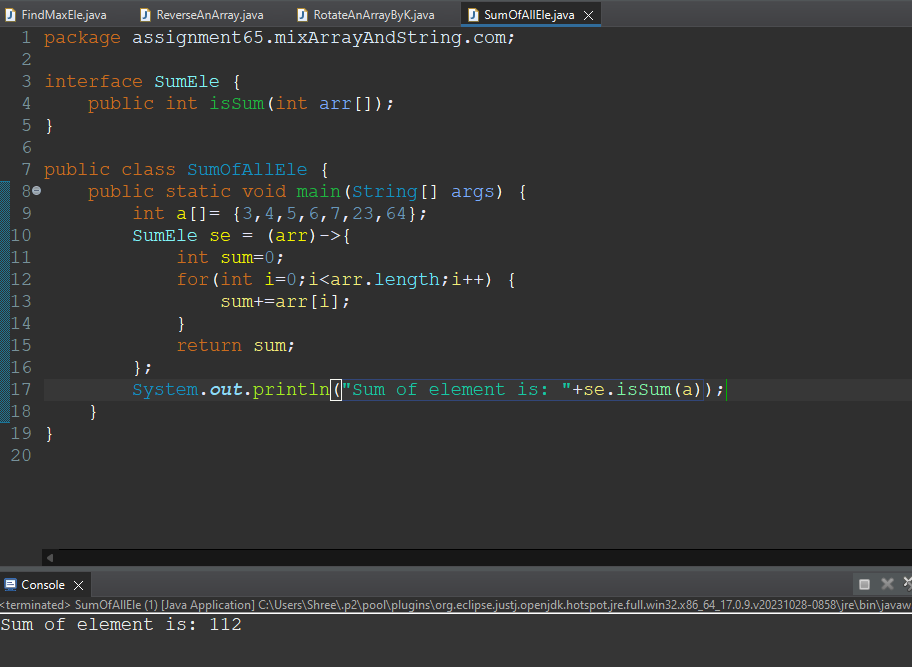 FindMaxEle.java ReverseAnArray.java RotateAnArrayByK.java SumOfAllEle.java
1 package assignment65.mixArrayAndString.com;
2
3 interface SumEle {
4 public int isSum(int arr[]);
5 }
6
7 public class SumOfAllEle {
8 public static void main(String[] args) {
9 int a[]= {3,4,5,6,7,23,64};
10 SumEle se = (arr)->{
11 int sum=0;
12 for(int i=0;i<arr.length;i++) {
13 sum+=arr[i];
14 }
15 return sum;
16 };
17 System.out.println("Sum of element is: "+se.isSum(a));
18 }
19 }
20
Console
<terminated> SumOfAllEle (1) [Java Application] C:\Users\Shree\.p2\pool\plugins\org.eclipse.justj.openjdk.hotspot.jre.full.win32.x86_64_17.0.9.v20231028-0858\jre\bin\javaw
Sum of element is: 112